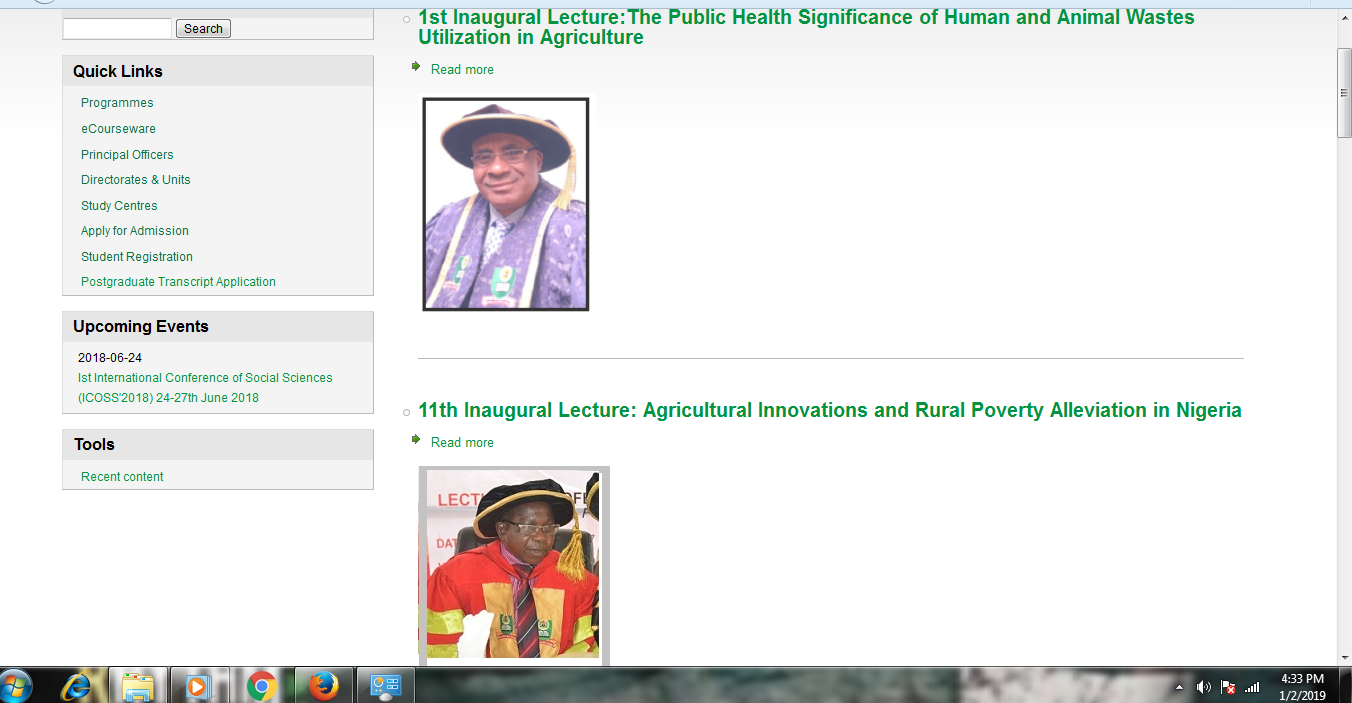 Search
Quick Links
Programmes
eCourseware
Principal Officers
Directorates & Units
Study Centres
Apply for Admission
Student Registration
Postgraduate Transcript Application
Upcoming Events
2018-06-24
Ist International Conference of Social Sciences
(ICOSS'2018) 24-27th June 2018
Tools
Recent content
1st Inaugural Lecture:The Public Health Significance of Human and Animal Wastes
Utilization in Agriculture
Read more
11th Inaugural Lecture: Agricultural Innovations and Rural Poverty Alleviation in Nigeria
Read more
LECT
DAT
4:33 PM
1/2/2019